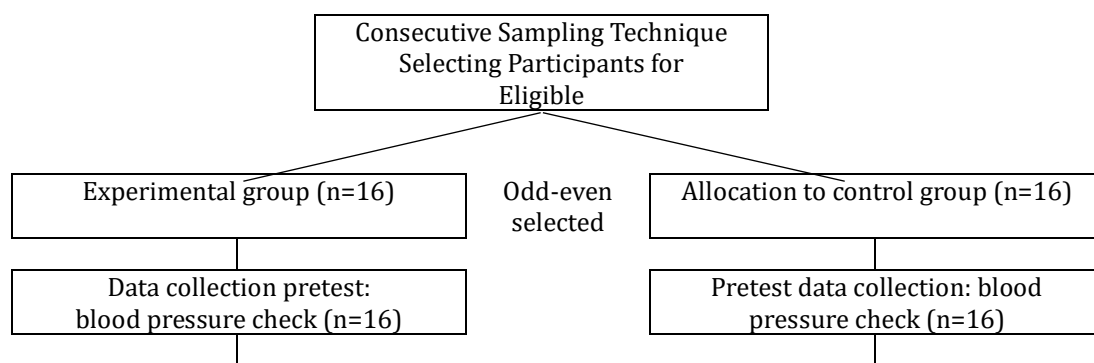 Consecutive Sampling Technique
Selecting Participants for
Eligible
Experimental group (n=16)
Odd-even
selected
Allocation to control group (n=16)
Data collection pretest:
blood pressure check (n=16)
Pretest data collection: blood
pressure check (n=16)